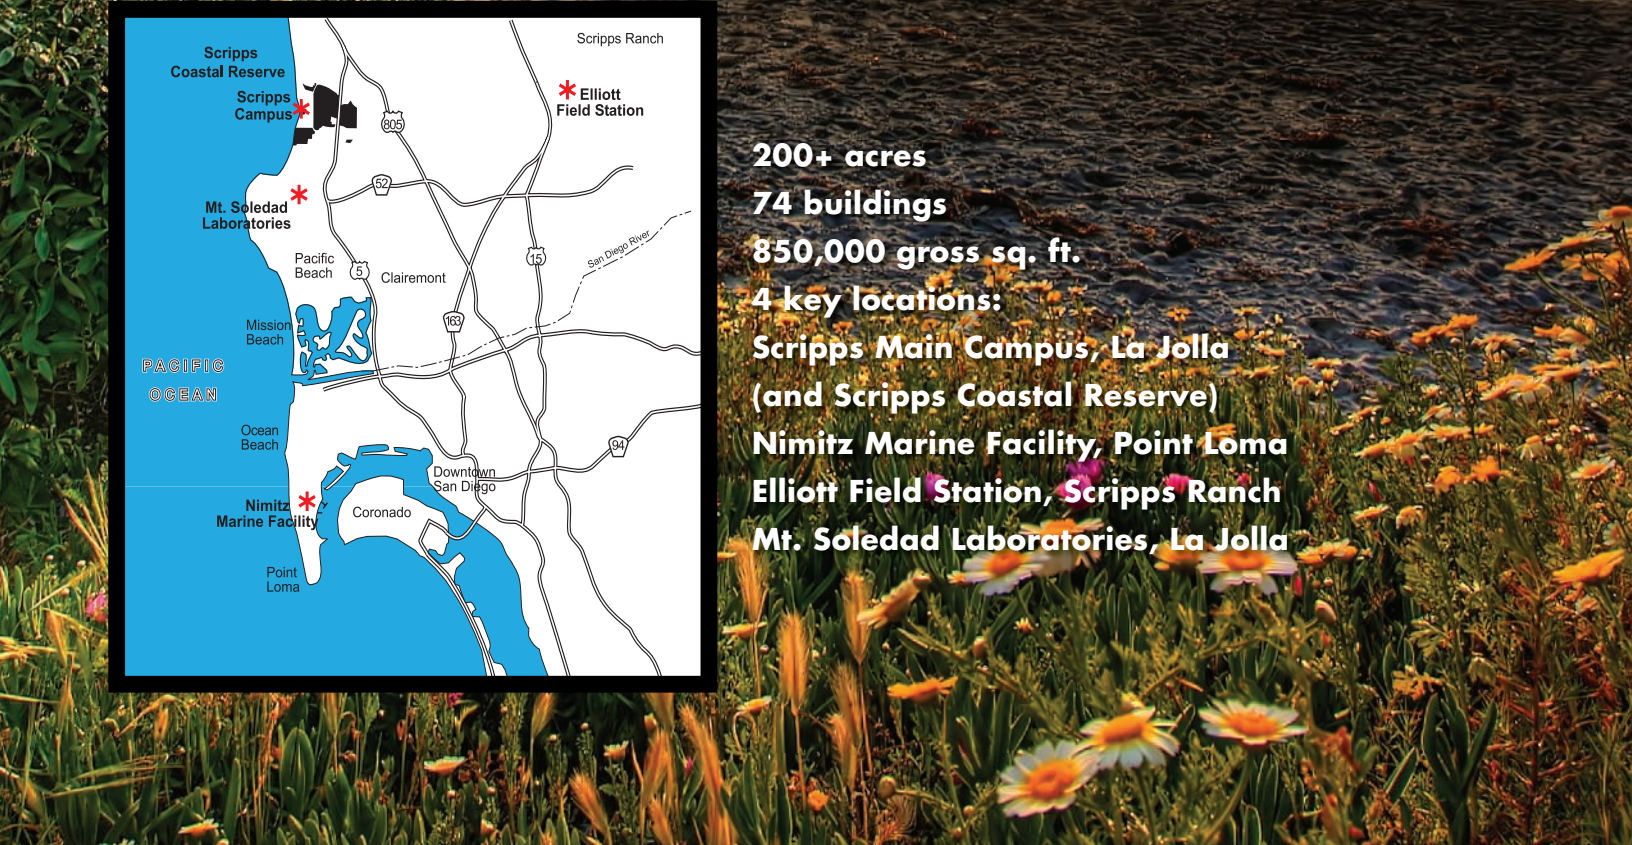 Scripps Ranch
Scripps
Coastal Reserve
Scripps
Campus
Elliott
Field Station
805
52
Mt. Soledad
Laboratories
Pacific
Beach
5
Clairemont
15
San Diego River
163
Mission
Beach
PACIFIC
OCEAN
Ocean
Beach
94
Downtown
San Diego
Nimitz
Marine Facility
Coronado
Point
Loma
200+ acres
74 buildings
850,000 gross sq. ft.
4 key locations:
Scripps Main Campus, La Jolla
(and Scripps Coastal Reserve)
Nimitz Marine Facility, Point Loma
Elliott Field Station, Scripps Ranch
Mt. Soledad Laboratories, La Jolla